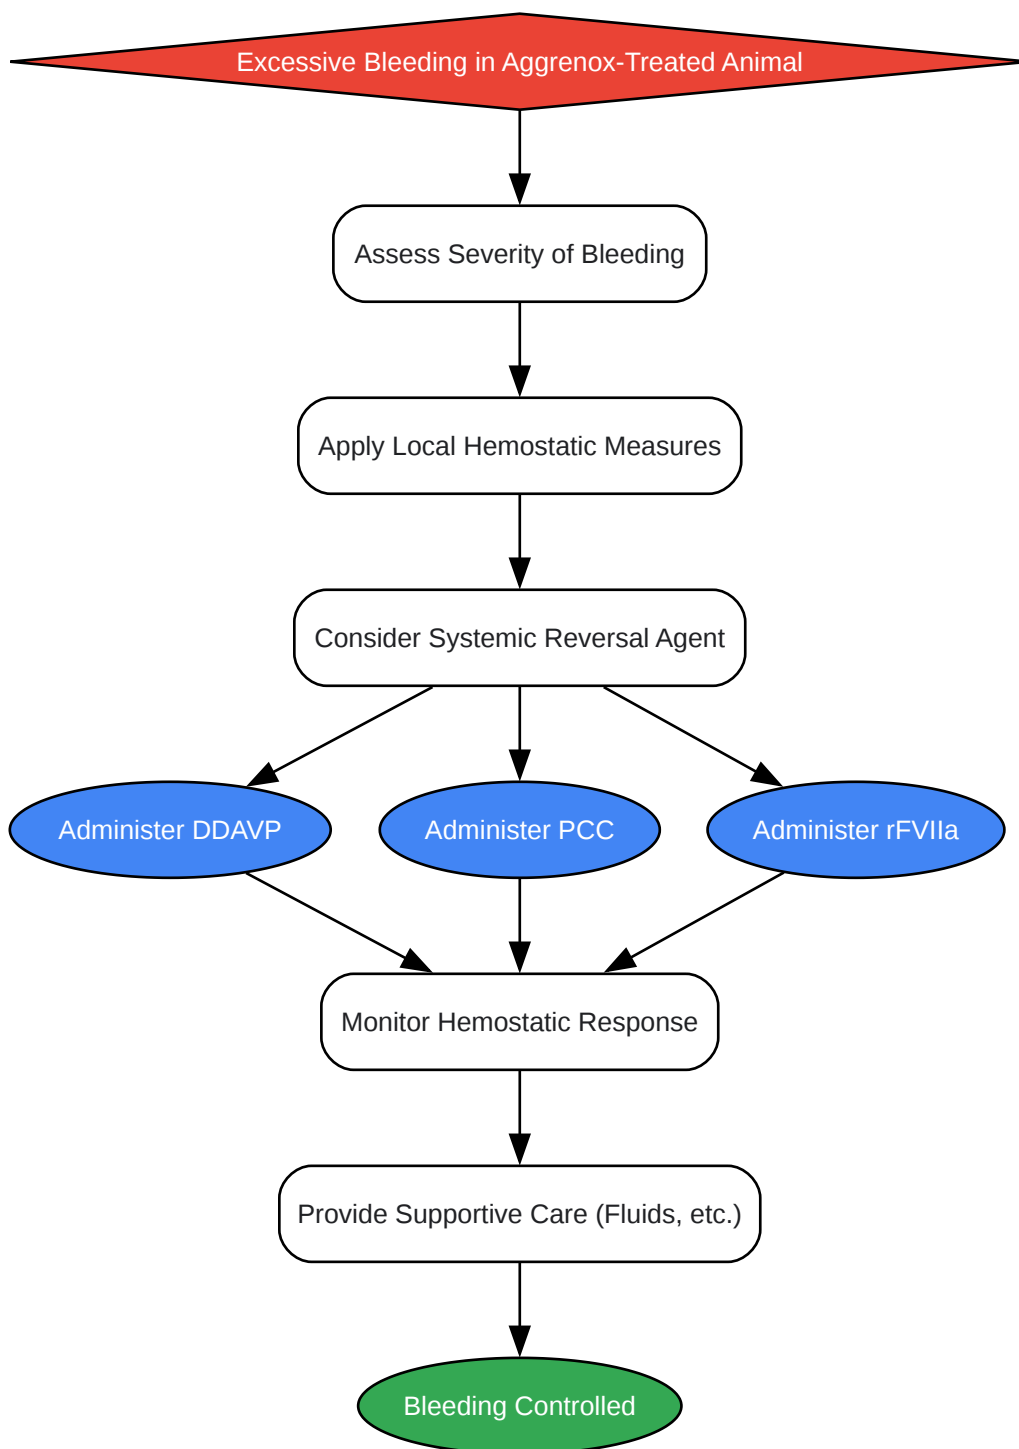 Excessive Bleeding in Aggrenox-Treated Animal
Assess Severity of Bleeding
Apply Local Hemostatic Measures
Consider Systemic Reversal Agent
Administer DDAVP
Administer PCC
Administer rFVIIa
Monitor Hemostatic Response
Provide Supportive Care (Fluids, etc.)
Bleeding Controlled